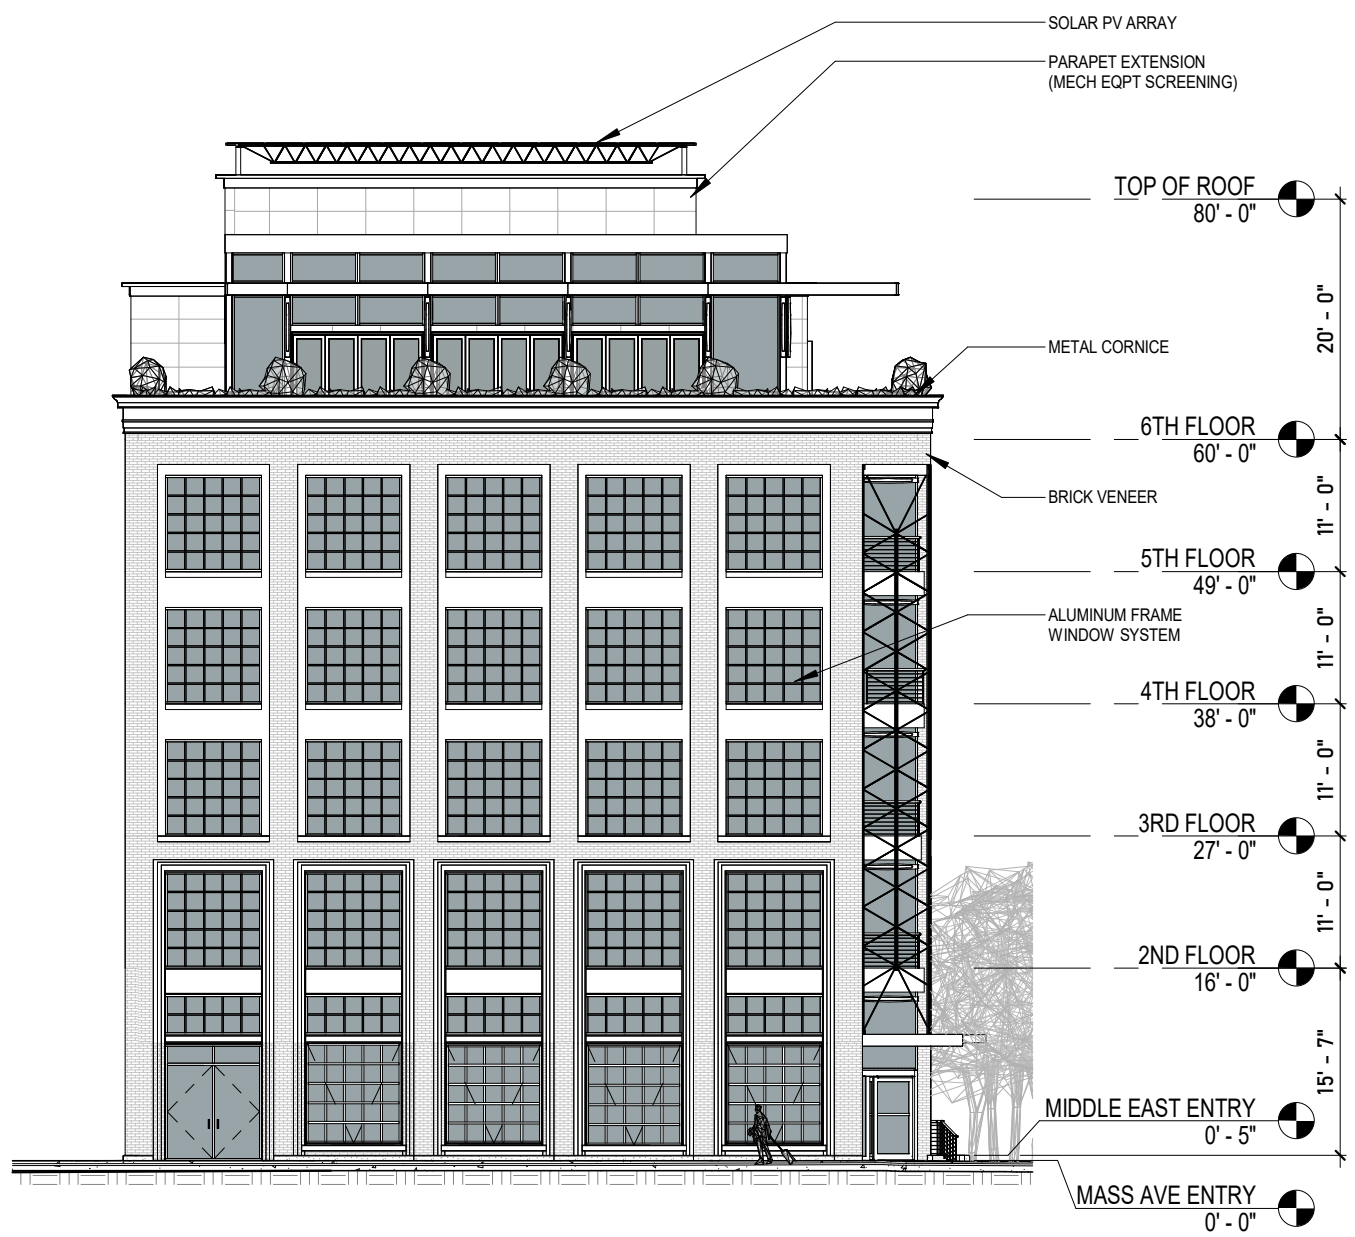 SOLAR PV ARRAY
PARAPET EXTENSION
(MECH EQPT SCREENING)
TOP OF ROOF
80' - 0"
20' - 0"
METAL CORNICE
6TH FLOOR
60' - 0"
BRICK VENEER
11' - 0"
5TH FLOOR
49' - 0"
ALUMINUM FRAME
WINDOW SYSTEM
11' - 0"
4TH FLOOR
38' - 0"
11' - 0"
3RD FLOOR
27' - 0"
11' - 0"
2ND FLOOR
16' - 0"
15' - 7"
MIDDLE EAST ENTRY
0' - 5"
MASS AVE ENTRY
0' - 0"